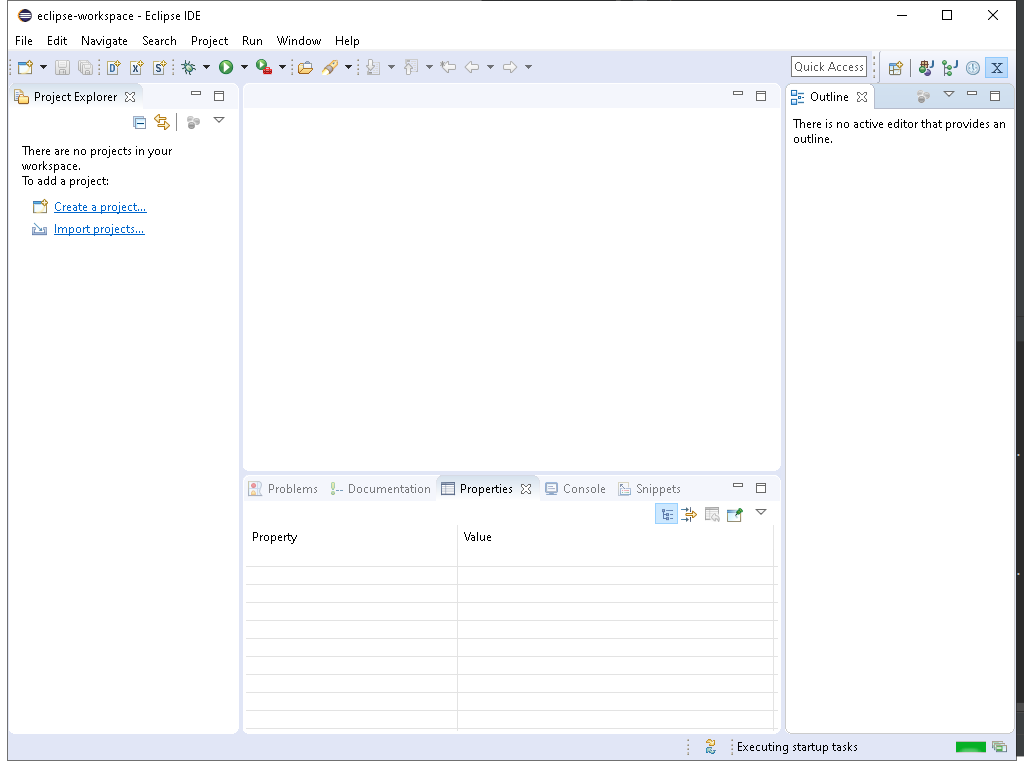 eclipse-workspace - Eclipse IDE
File Edit Navigate Search Project Run Window Help
Quick Access
Project Explorer
Outline
There are no projects in your
workspace.
To add a project:
Create a project...
Import projects...
There is no active editor that provides an
outline.
Problems Documentation Properties Console Snippets
Property Value
Executing startup tasks